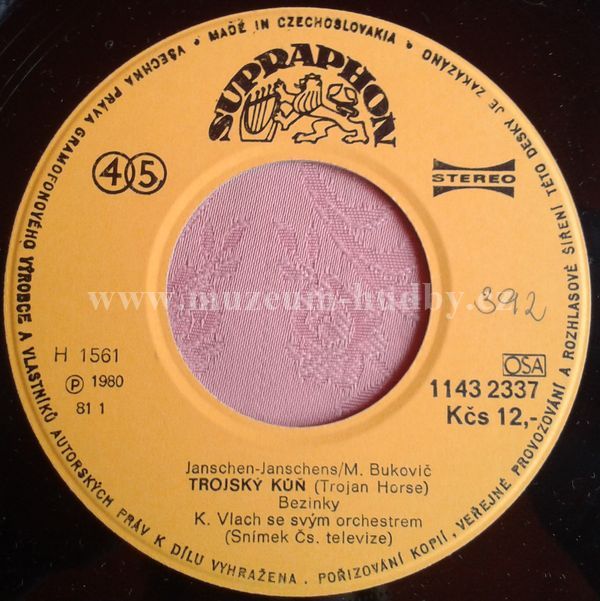 VŠECHNA PRÁVA GRAMOFONOVÉHO VÝROBCE A VLASTNÍKŮ AUTORSKÝCH PRÁV K DÍLU VYHRAŽENA. POŘIZOVÁNÍ KOPIÍ, VEŘEJNÉ PROVOZOVÁNÍ A ROZHLASOVÉ ŠÍŘENÍ TÉTO DESKY JE ZAKÁZÁNO • MADE IN CZECHOSLOVAKIA •
SUPRAPHON
45
STEREO
www.muzeum-hudby.cz
392
H 1561
Ⓟ 1980
81 1
OSA
1143 2337
Kčs 12,-
Janschen-Janschens/M. Bukovič
TROJSKÝ KŮŇ (Trojan Horse)
Bezinky
K. Vlach se svým orchestrem
(Snímek Čs. televize)